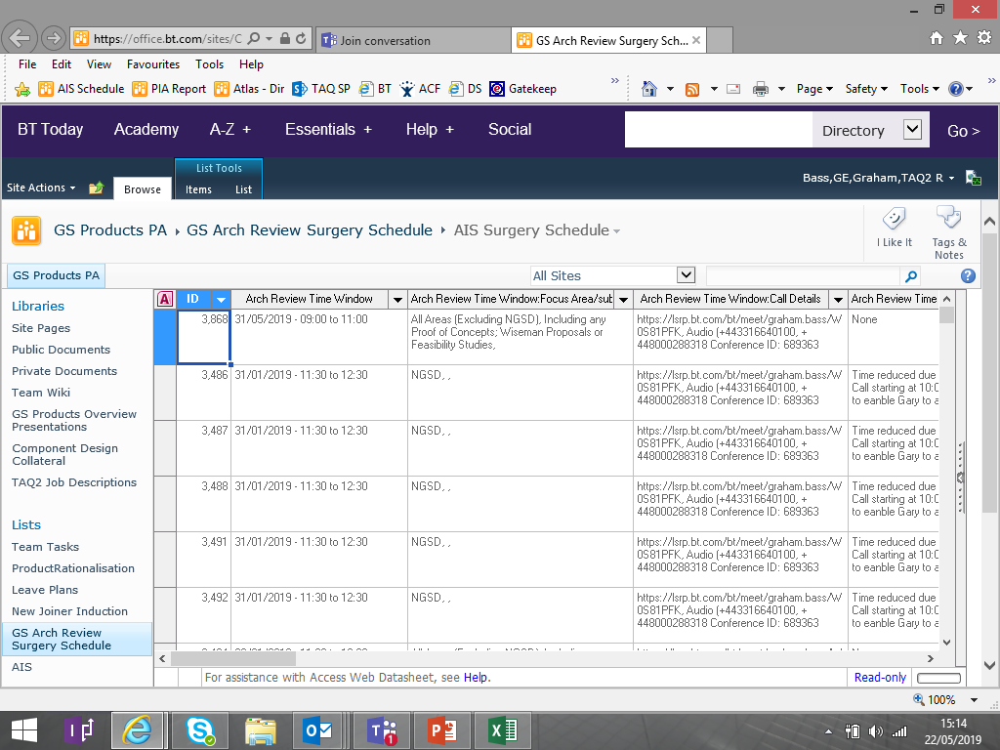 https://office.bt.com/sites/C
Join conversation
GS Arch Review Surgery Sch...
File Edit View Favourites Tools Help
AIS Schedule PIA Report Atlas - Dir TAQ SP BT ACF DS Gatekeep
Page Safety Tools
BT Today Academy A-Z + Essentials + Help + Social Directory Go >
List Tools
Site Actions Browse Items List Bass,GE,Graham,TAQ2 R
GS Products PA GS Arch Review Surgery Schedule AIS Surgery Schedule
I Like It
Tags & Notes
GS Products PA All Sites
Libraries
Site Pages
Public Documents
Private Documents
Team Wiki
GS Products Overview
Presentations
Component Design
Collateral
TAQ2 Job Descriptions
Lists
Team Tasks
ProductRationalisation
Leave Plans
New Joiner Induction
GS Arch Review
Surgery Schedule
AIS
A ID Arch Review Time Window Arch Review Time Window:Focus Area/sub Arch Review Time Window:Call Details Arch Review Time
3,868 31/05/2019 - 09:00 to 11:00 All Areas (Excluding NGSD), Including any https://lsrp.bt.com/bt/meet/graham.bass/W None
Proof of Concepts; Wiseman Proposals or 0S81PFK, Audio (+443316640100, +
Feasibility Studies, 448000288318 Conference ID: 689363
3,486 31/01/2019 - 11:30 to 12:30 NGSD, , https://lsrp.bt.com/bt/meet/graham.bass/W Time reduced due
0S81PFK, Audio (+443316640100, + Call starting at 10:0
448000288318 Conference ID: 689363 to eanble Gary to a
3,487 31/01/2019 - 11:30 to 12:30 NGSD, , https://lsrp.bt.com/bt/meet/graham.bass/W Time reduced due
0S81PFK, Audio (+443316640100, + Call starting at 10:0
448000288318 Conference ID: 689363 to eanble Gary to a
3,488 31/01/2019 - 11:30 to 12:30 NGSD, , https://lsrp.bt.com/bt/meet/graham.bass/W Time reduced due
0S81PFK, Audio (+443316640100, + Call starting at 10:0
448000288318 Conference ID: 689363 to eanble Gary to a
3,491 31/01/2019 - 11:30 to 12:30 NGSD, , https://lsrp.bt.com/bt/meet/graham.bass/W Time reduced due
0S81PFK, Audio (+443316640100, + Call starting at 10:0
448000288318 Conference ID: 689363 to eanble Gary to a
3,492 31/01/2019 - 11:30 to 12:30 NGSD, , https://lsrp.bt.com/bt/meet/graham.bass/W Time reduced due
0S81PFK, Audio (+443316640100, + Call starting at 10:0
448000288318 Conference ID: 689363 to eanble Gary to a
For assistance with Access Web Datasheet, see Help. Read-only
100%
15:14
22/05/2019